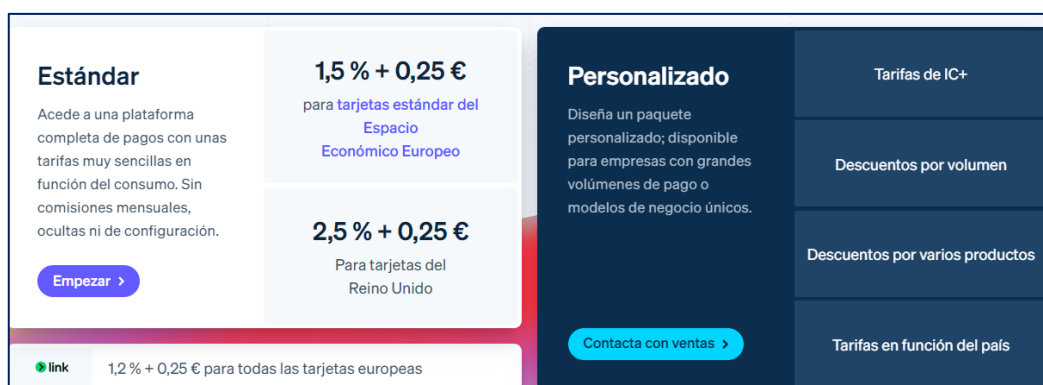 Estándar
Acede a una plataforma
completa de pagos con unas
tarifas muy sencillas en
función del consumo. Sin
comisiones mensuales,
ocultas ni de configuración.
Empezar
1,5 % + 0,25 €
para tarjetas estándar del
Espacio
Económico Europeo
2,5 % + 0,25 €
Para tarjetas del
Reino Unido
link
1,2 % + 0,25 € para todas las tarjetas europeas
Personalizado
Diseña un paquete
personalizado; disponible
para empresas con grandes
volúmenes de pago o
modelos de negocio únicos.
Contacta con ventas
Tarifas de IC+
Descuentos por volumen
Descuentos por varios productos
Tarifas en función del país